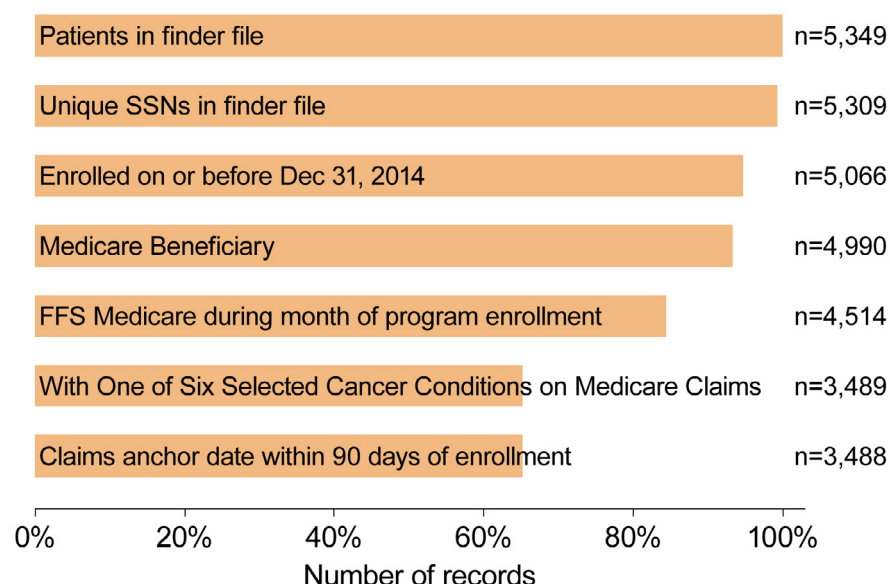 Patients in finder file n=5,349
Unique SSNs in finder file n=5,309
Enrolled on or before Dec 31, 2014 n=5,066
Medicare Beneficiary n=4,990
FFS Medicare during month of program enrollment n=4,514
With One of Six Selected Cancer Conditions on Medicare Claims n=3,489
Claims anchor date within 90 days of enrollment n=3,488
0% 20% 40% 60% 80% 100%
Number of records